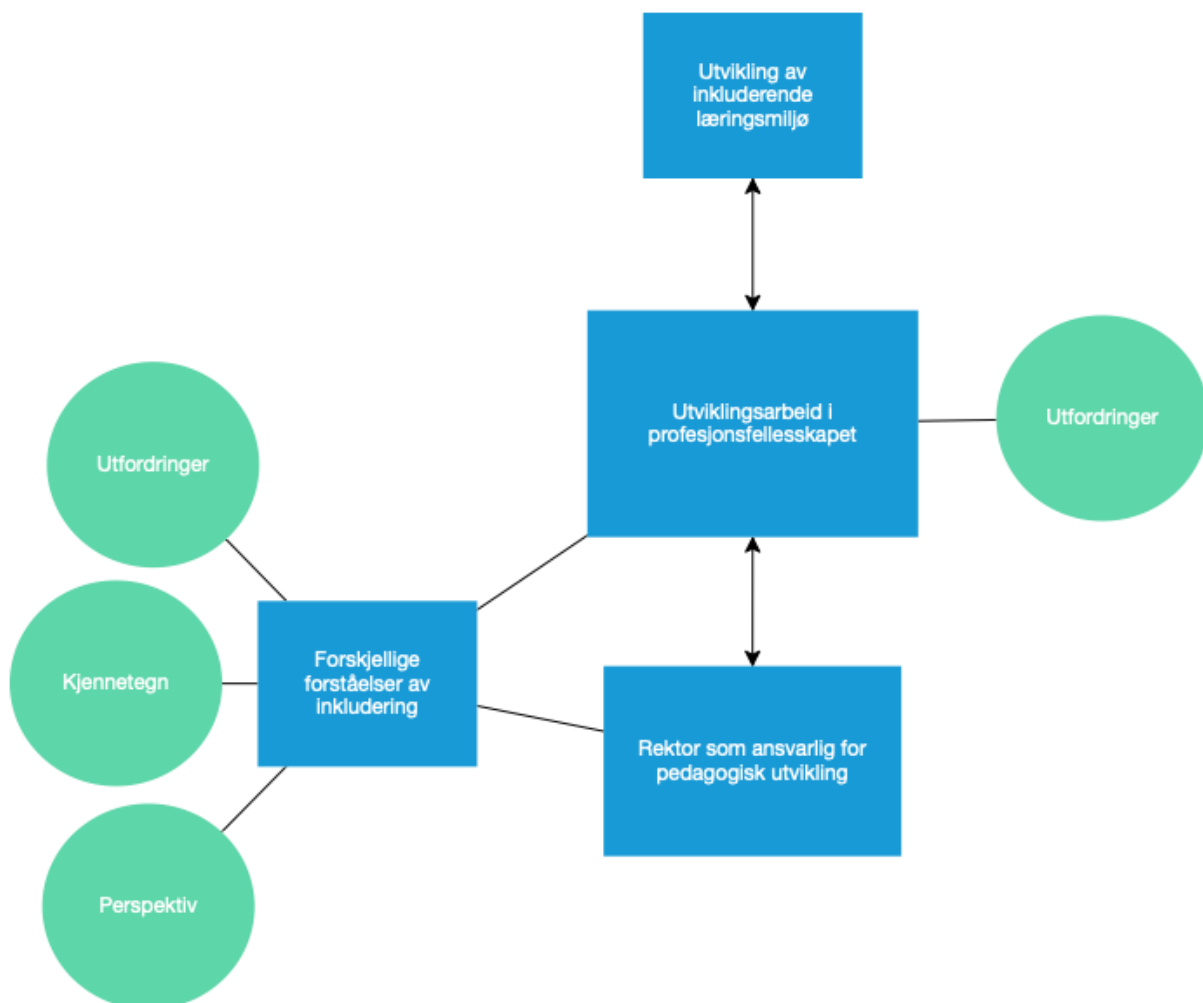 Utvikling av
inkluderende
læringsmiljø
Utviklingsarbeid i
profesjonsfellesskapet
Utfordringer
Utfordringer
Kjennetegn
Forskjellige
forståelser av
inkludering
Rektor som ansvarlig for
pedagogisk utvikling
Perspektiv